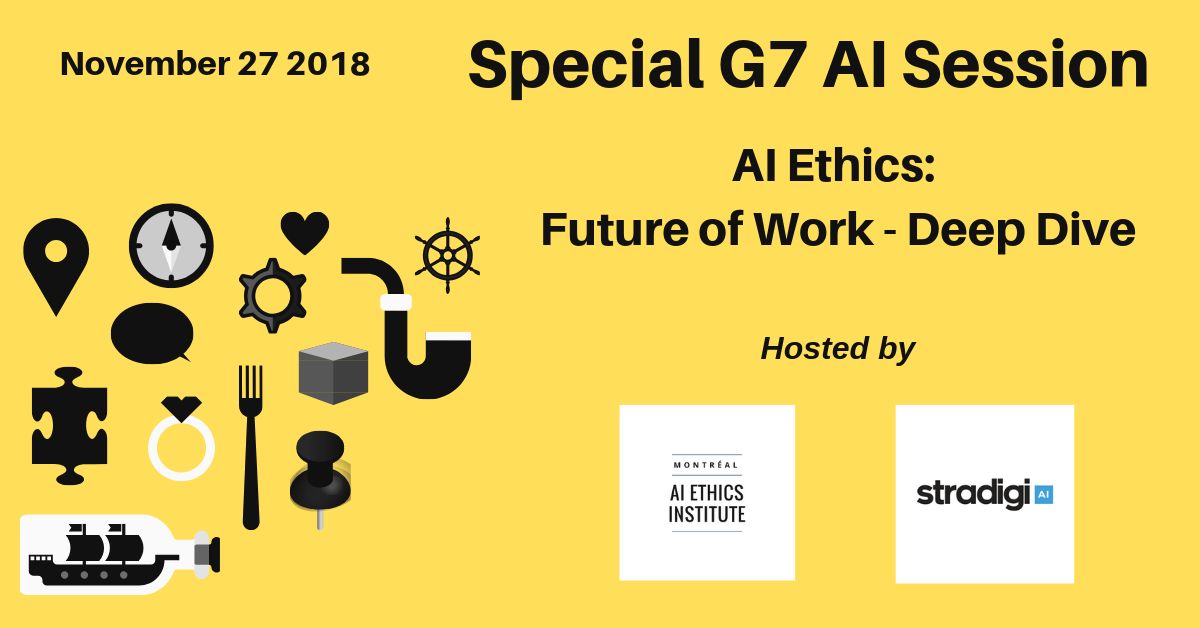 November 27 2018
Special G7 AI Session
AI Ethics:
Future of Work - Deep Dive
Hosted by
MONTRÉAL
AI ETHICS
INSTITUTE
stradigi AI